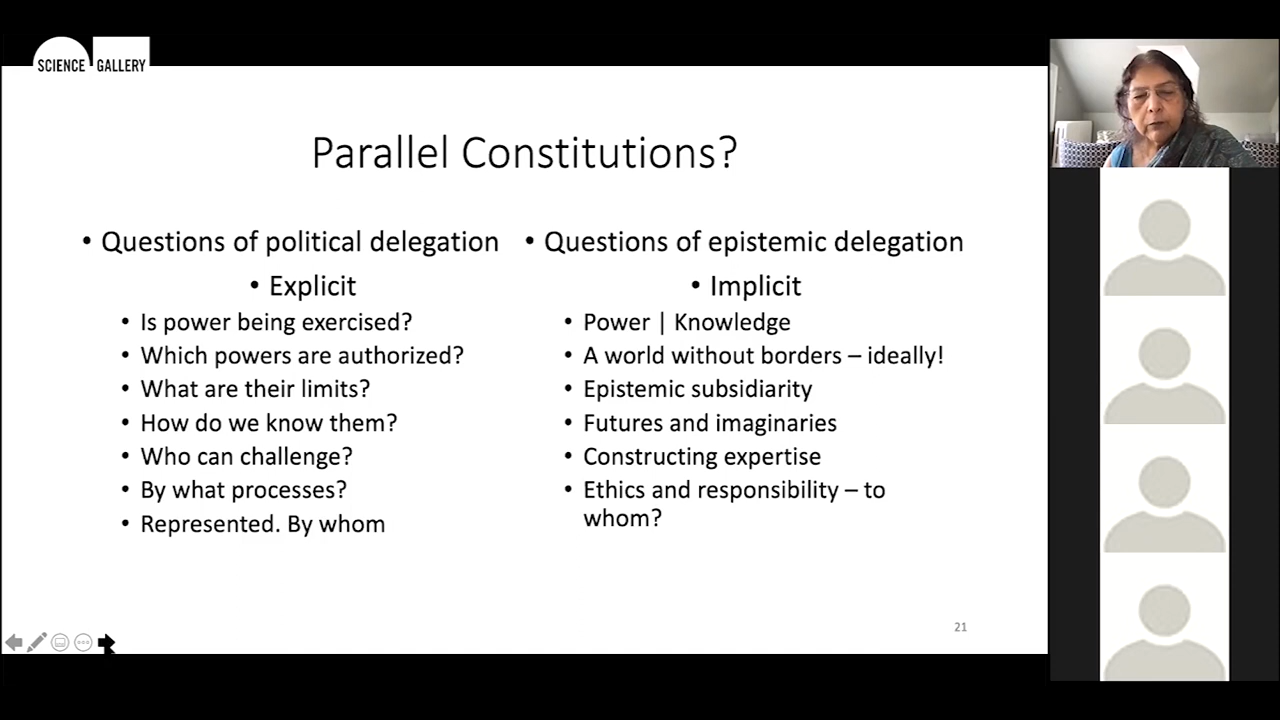 SCIENCE GALLERY
Parallel Constitutions?
• Questions of political delegation
• Explicit
• Is power being exercised?
• Which powers are authorized?
• What are their limits?
• How do we know them?
• Who can challenge?
• By what processes?
• Represented. By whom
• Questions of epistemic delegation
• Implicit
• Power | Knowledge
• A world without borders – ideally!
• Epistemic subsidiarity
• Futures and imaginaries
• Constructing expertise
• Ethics and responsibility – to
whom?
21